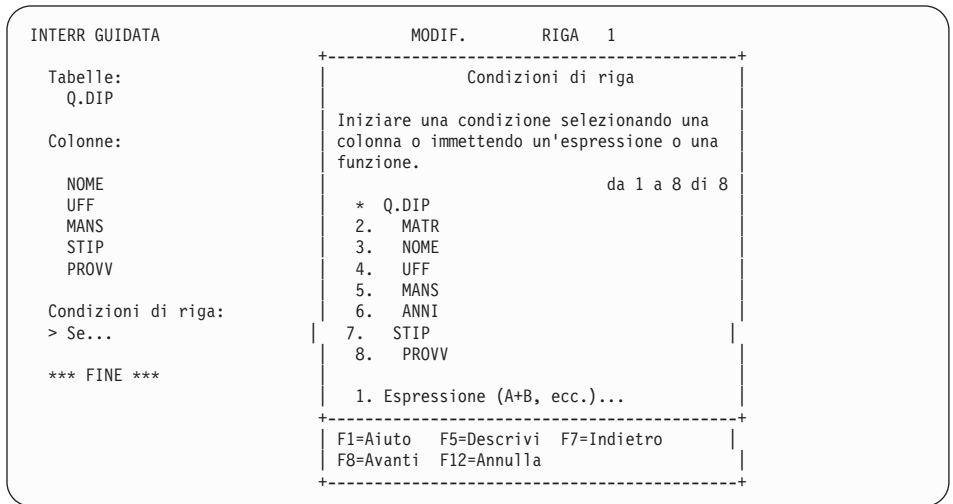 INTERR GUIDATA MODIF. RIGA 1
+--------------------------------------------+
Tabelle: | Condizioni di riga |
Q.DIP | |
| Iniziare una condizione selezionando una |
Colonne: | colonna o immettendo un'espressione o una |
| funzione. |
NOME | da 1 a 8 di 8 |
UFF | * Q.DIP |
MANS | 2. MATR |
STIP | 3. NOME |
PROVV | 4. UFF |
| 5. MANS |
Condizioni di riga: | 6. ANNI |
> Se... | 7. STIP |
| 8. PROVV |
*** FINE *** | |
| 1. Espressione (A+B, ecc.)... |
+--------------------------------------------+
| F1=Aiuto F5=Descrivi F7=Indietro |
| F8=Avanti F12=Annulla |
+--------------------------------------------+